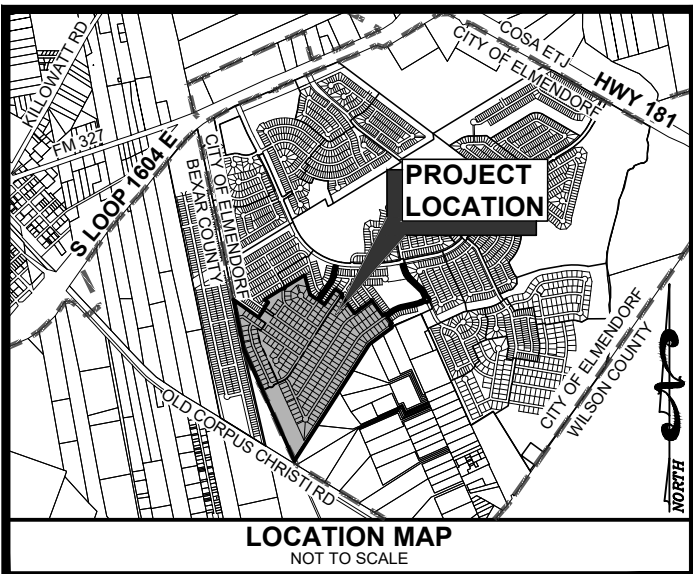 KILLOWATT RD
FM 327
S LOOP 1604 E
CITY OF ELMENDORF
BEXAR COUNTY
COSA ETJ
CITY OF ELMENDORF
HWY 181
PROJECT
LOCATION
OLD CORPUS CHRISTI RD
CITY OF ELMENDORF
WILSON COUNTY
NORTH
LOCATION MAP
NOT TO SCALE